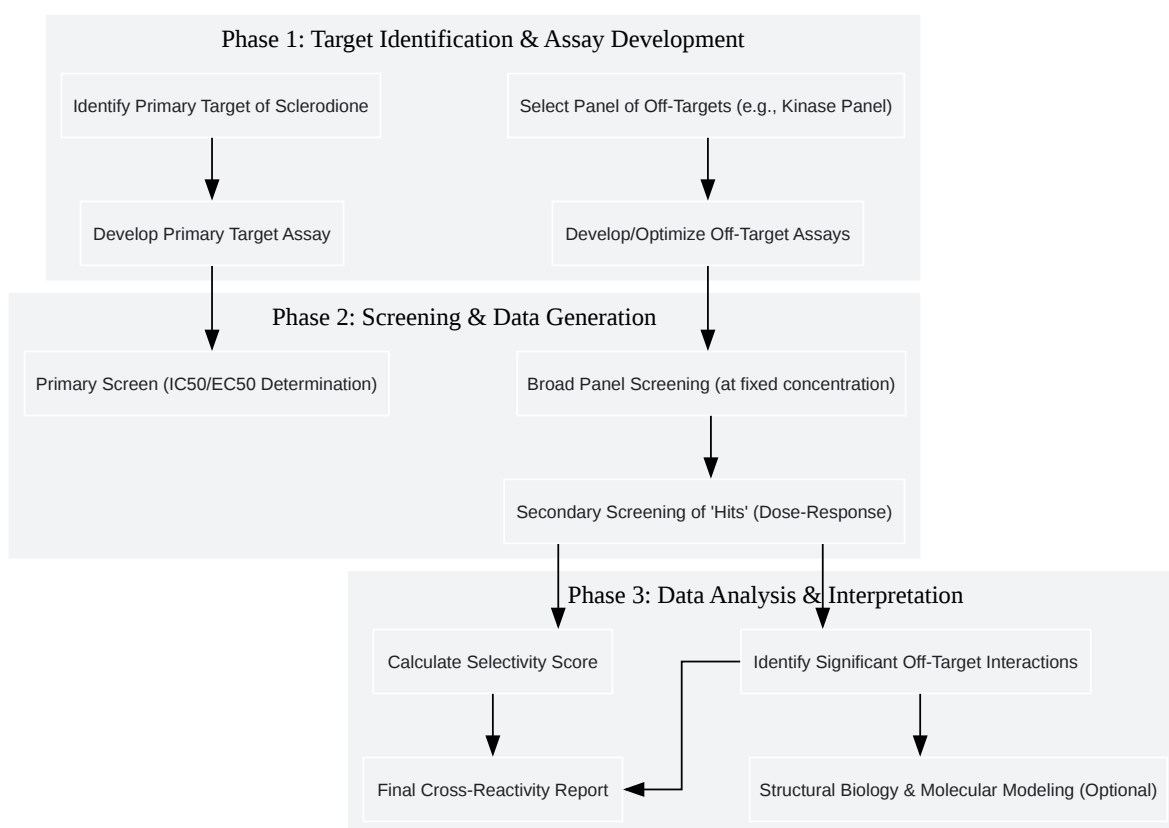 Phase 1: Target Identification & Assay Development
Identify Primary Target of Sclerodione
Select Panel of Off-Targets (e.g., Kinase Panel)
Develop Primary Target Assay
Develop/Optimize Off-Target Assays
Phase 2: Screening & Data Generation
Primary Screen (IC50/EC50 Determination)
Broad Panel Screening (at fixed concentration)
Secondary Screening of 'Hits' (Dose-Response)
Phase 3: Data Analysis & Interpretation
Calculate Selectivity Score
Identify Significant Off-Target Interactions
Final Cross-Reactivity Report
Structural Biology & Molecular Modeling (Optional)